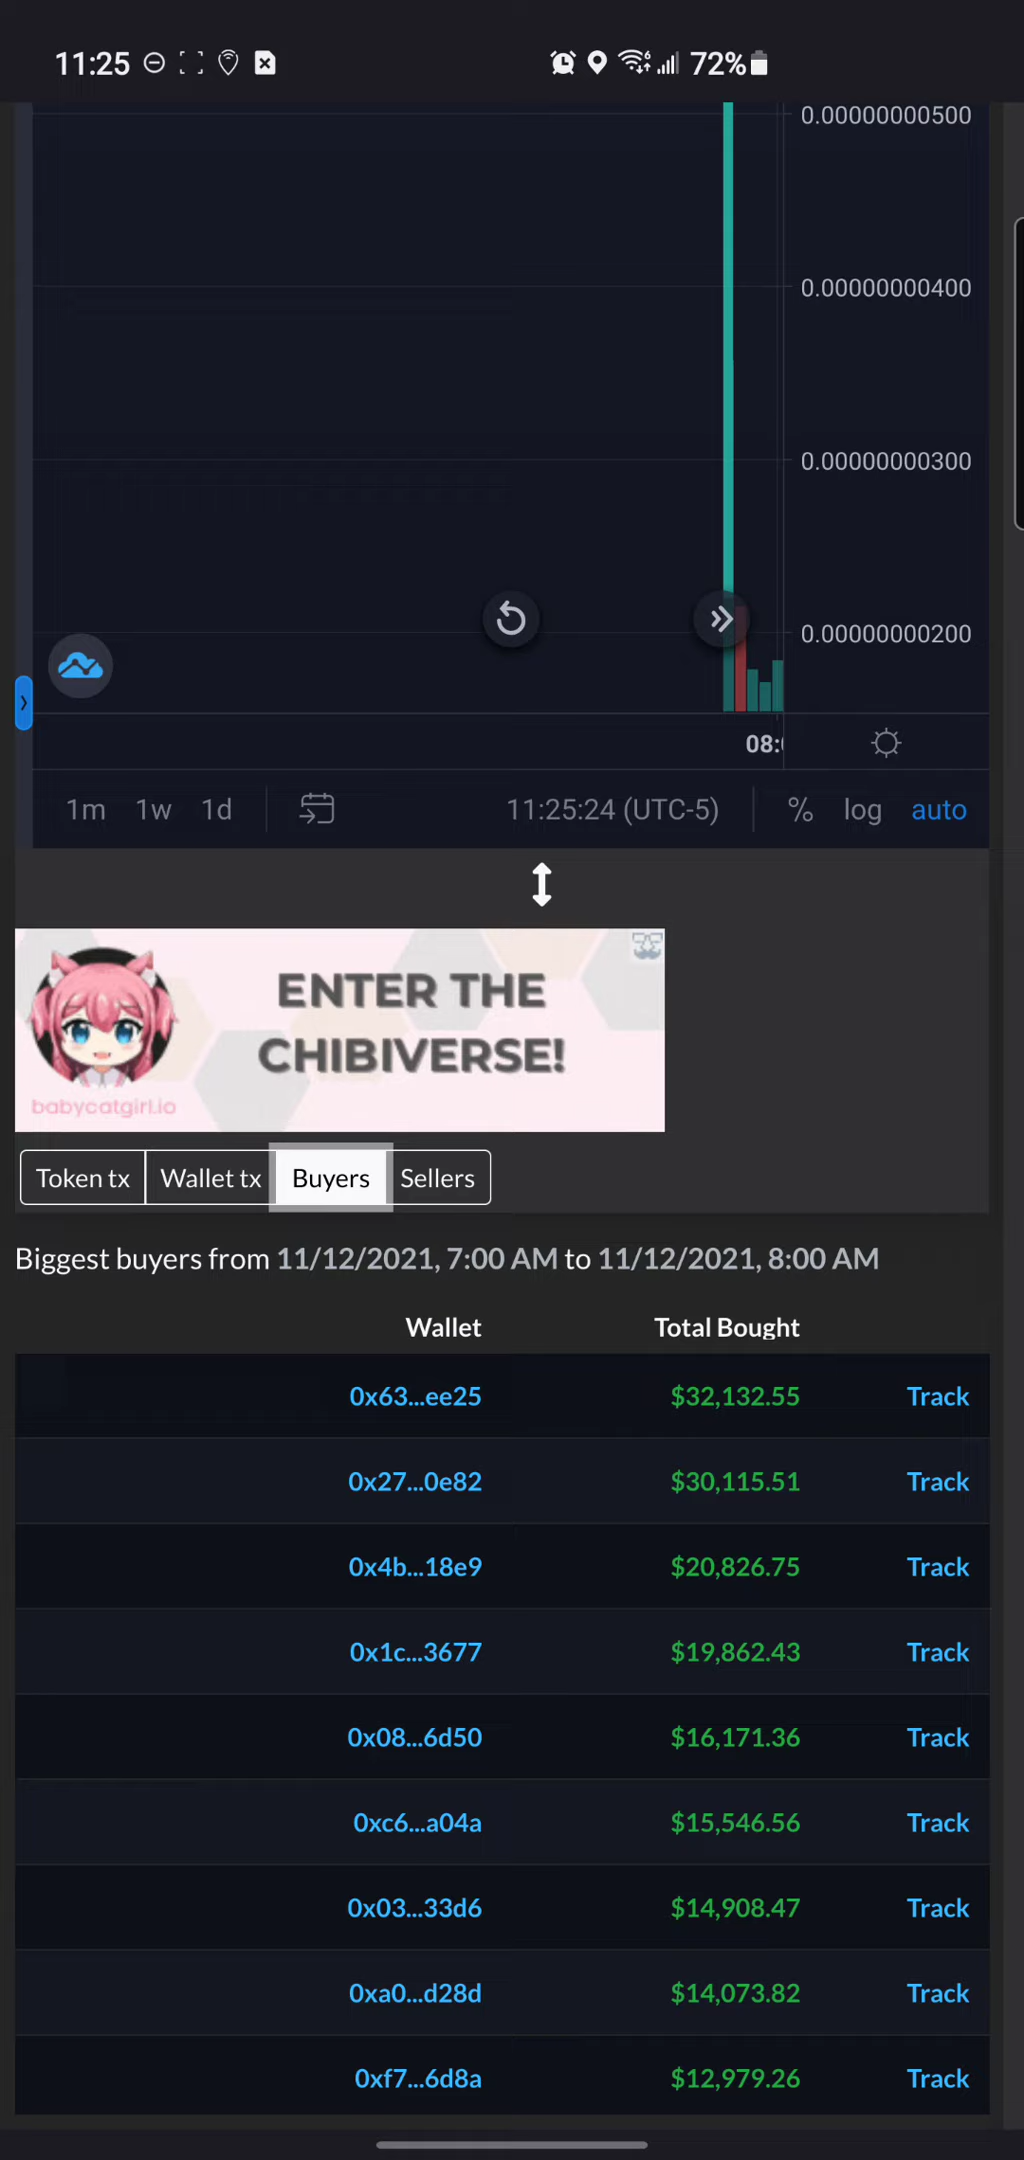 11:25 72%
0.00000000500
0.00000000400
0.00000000300
0.00000000200
1m 1w 1d 11:25:24 (UTC-5) % log auto
ENTER THE
CHIBIVERSE!
babycatgirl.io
Token tx Wallet tx Buyers Sellers
Biggest buyers from 11/12/2021, 7:00 AM to 11/12/2021, 8:00 AM
Wallet Total Bought
0x63...ee25 $32,132.55 Track
0x27...0e82 $30,115.51 Track
0x4b...18e9 $20,826.75 Track
0x1c...3677 $19,862.43 Track
0x08...6d50 $16,171.36 Track
0xc6...a04a $15,546.56 Track
0x03...33d6 $14,908.47 Track
0xa0...d28d $14,073.82 Track
0xf7...6d8a $12,979.26 Track